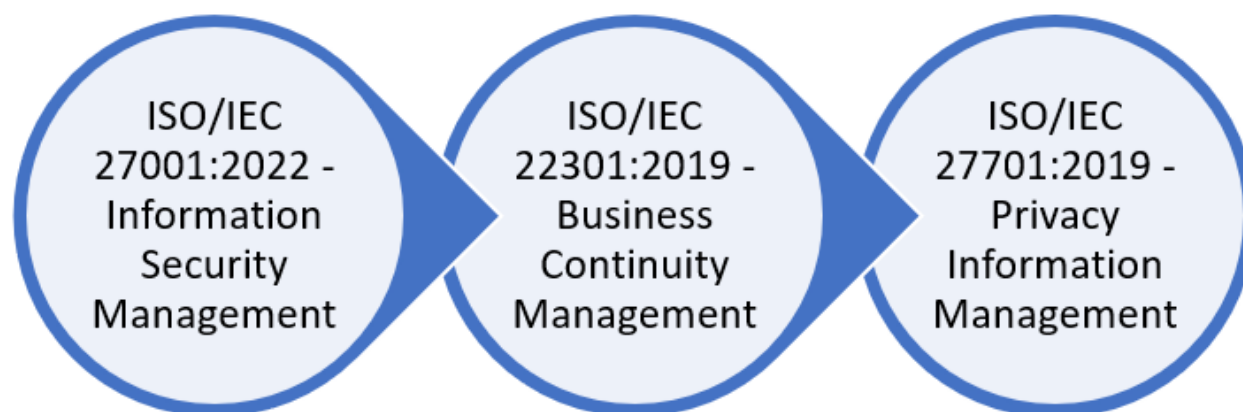 ISO/IEC
27001:2022 -
Information
Security
Management
ISO/IEC
22301:2019 -
Business
Continuity
Management
ISO/IEC
27701:2019 -
Privacy
Information
Management